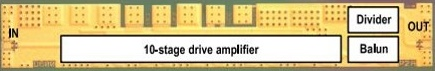 Divider
IN
OUT
10-stage drive amplifier
Balun